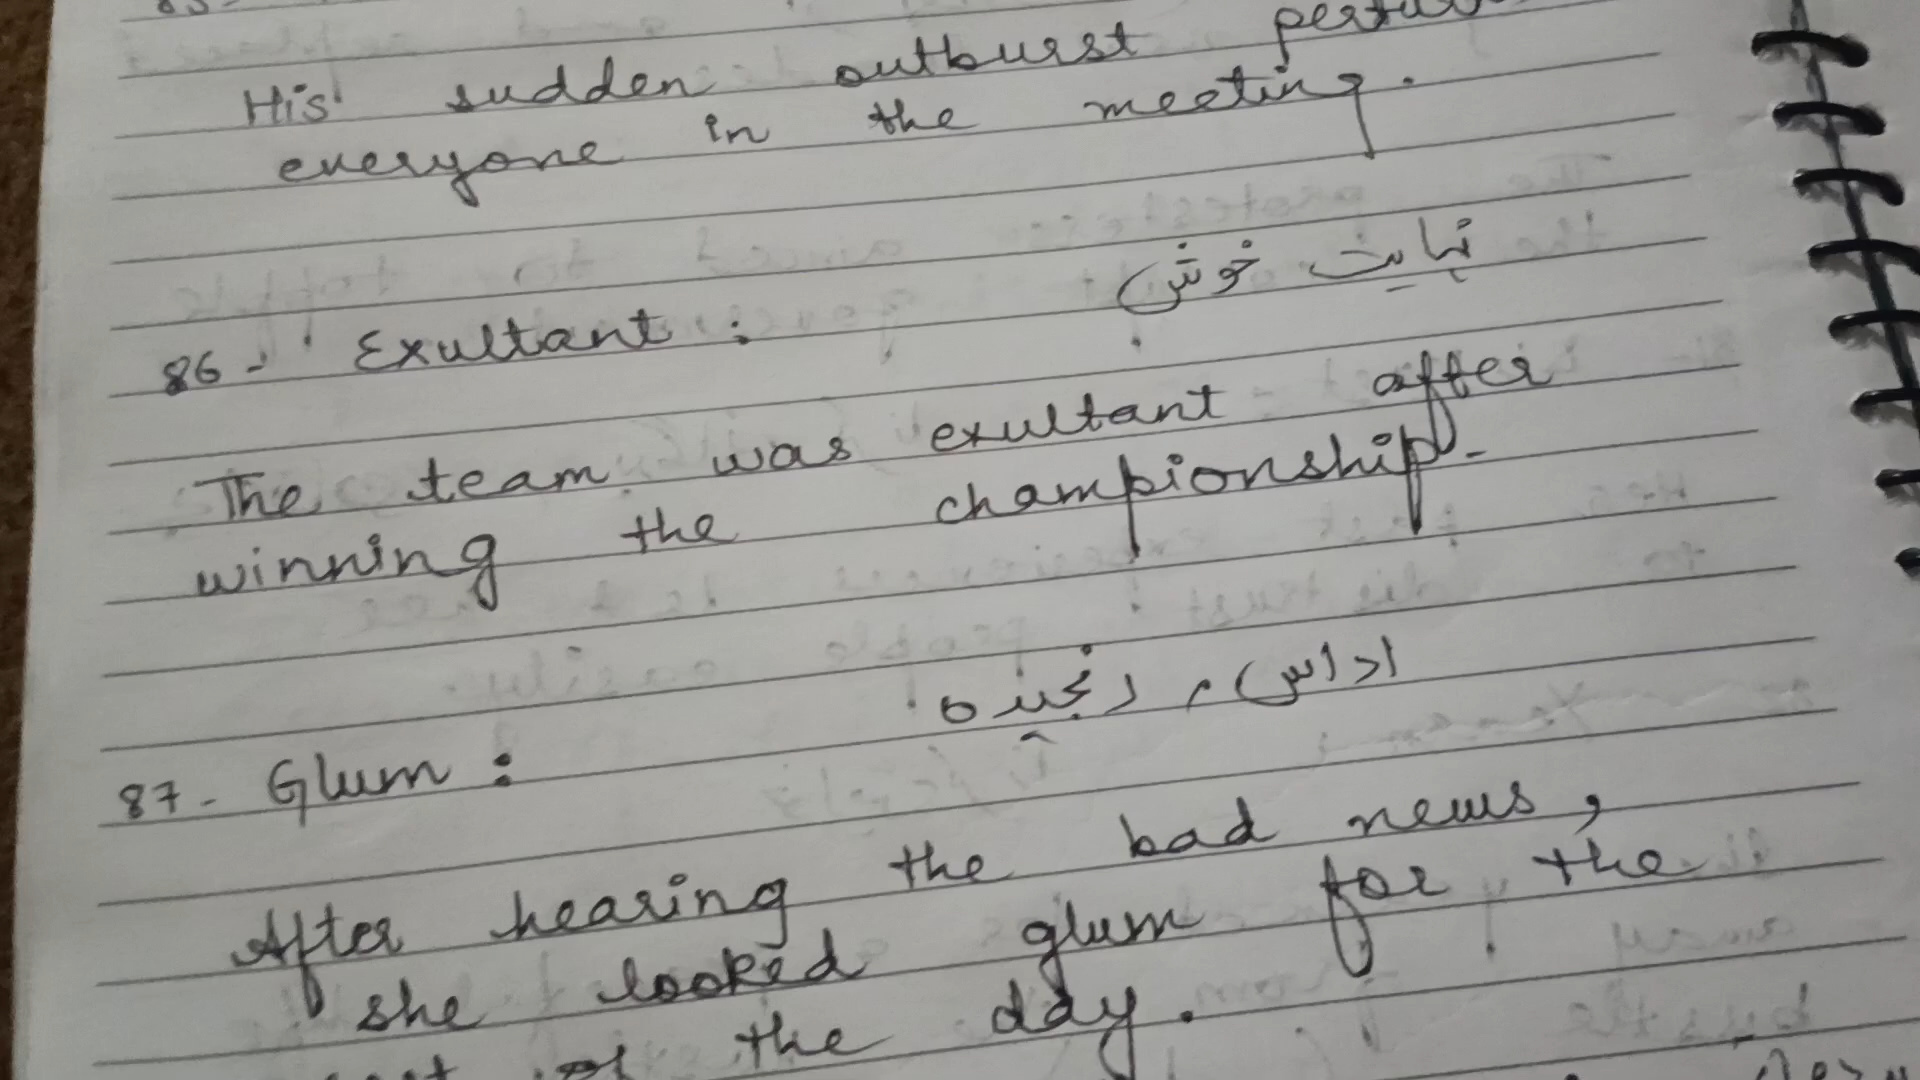 His sudden outburst
everyone in the meeting.
نہایت خوش
86- Exultant :
The team was exultant after
winning the championship.
اداس ، رنجیدہ
87- Glum :
After hearing the bad news,
she looked glum for the
of the day.